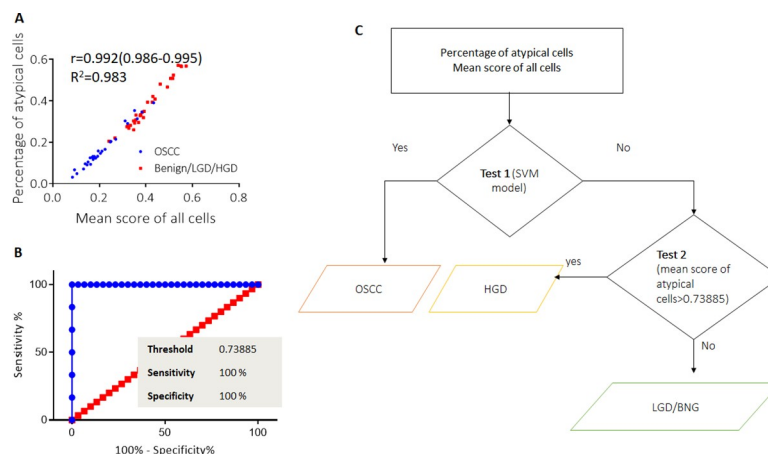 A
r=0.992(0.986-0.995)
R²=0.983
Percentage of atypical cells
0.6
0.4
0.2
0.0
OSCC
Benign/LGD/HGD
0.0 0.2 0.4 0.6 0.8
Mean score of all cells
B
Sensitivity %
100
50
0
Threshold 0.73885
Sensitivity 100 %
Specificity 100 %
0 50 100
100% - Specificity%
C
Percentage of atypical cells
Mean score of all cells
Yes
No
Test 1 (SVM
model)
OSCC
HGD
yes
Test 2
(mean score of
atypical
cells>0.73885)
No
LGD/BNG